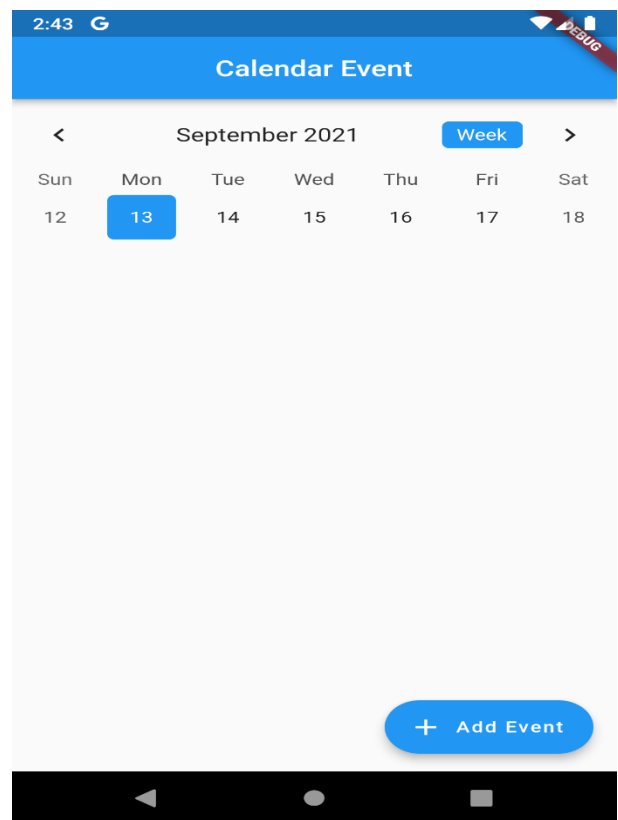 2:43 G
DEBUG
Calendar Event
< September 2021 Week >
Sun Mon Tue Wed Thu Fri Sat
12 13 14 15 16 17 18
+ Add Event